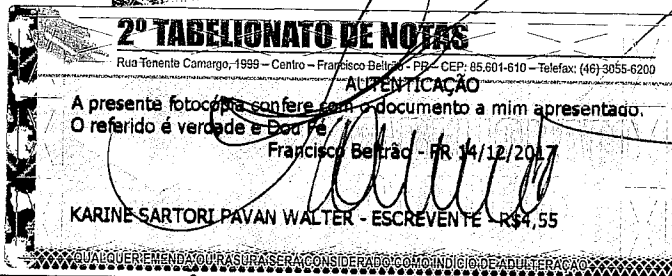 2º TABELIONATO DE NOTAS
Rua Tenente Camargo, 1999 – Centro – Francisco Beltrão - PR – CEP: 85.601-610 – Telefax: (46) 3055-6200
AUTENTICAÇÃO
A presente fotocópia confere com o documento a mim apresentado.
O referido é verdade e Dou Fé.
Francisco Beltrão - PR 14/12/2017
KARINE SARTORI PAVAN WALTER - ESCREVENTE - R$4,55
QUALQUER EMENDA OU RASURA SERÁ CONSIDERADO COMO INDÍCIO DE ADULTERAÇÃO